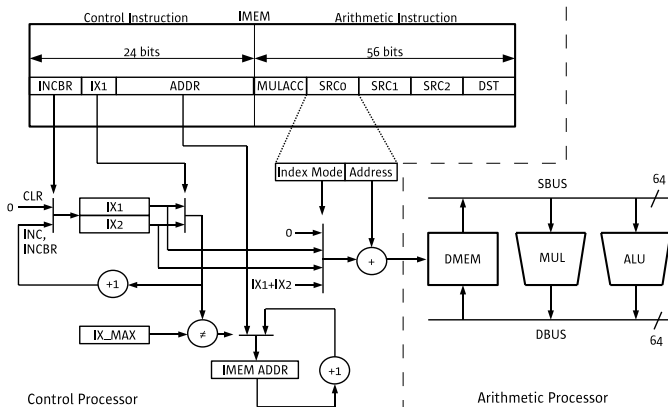 Control Instruction IMEM Arithmetic Instruction
24 bits 56 bits
INCBR IX1 ADDR MULACC SRC0 SRC1 SRC2 DST
Index Mode Address
0 CLR
INC,
INCBR
IX1
IX2
0
IX1+IX2
+
+1
IX_MAX
≠
IMEM ADDR
+1
Control Processor
64
SBUS
DMEM MUL ALU
DBUS
64
Arithmetic Processor